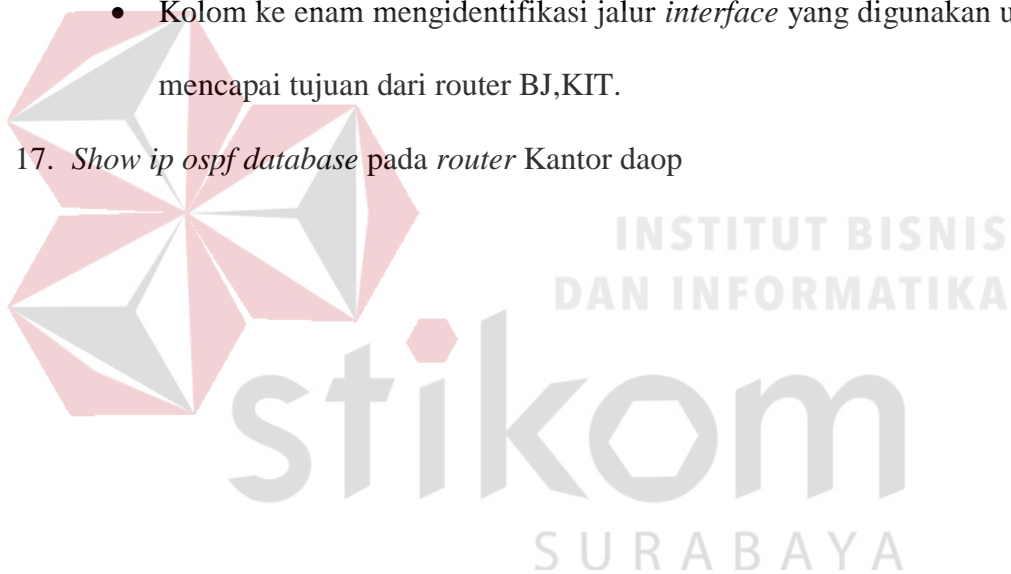 • Kolom ke enam mengidentifikasi jalur interface yang digunakan
mencapai tujuan dari router BJ,KIT.
17. Show ip ospf database pada router Kantor daop
INSTITUT BISNIS
DAN INFORMATIKA
stikom
SURABAYA